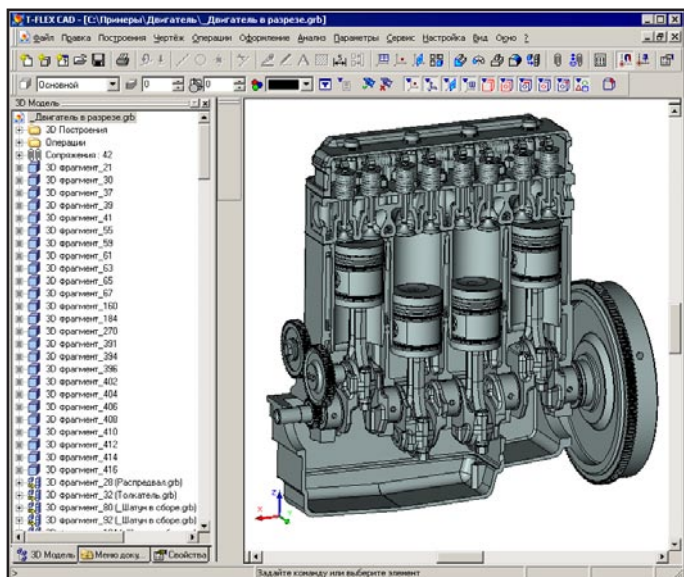 T-FLEX CAD - [C:\Примеры\Двигатель\_Двигатель в разрезе.grb]
Файл Правка Построения Чертёж Операции Оформление Анализ Параметры Сервис Настройка Вид Окно ?
Основной 0 0
3D Модель
_Двигатель в разрезе.grb
3D Построения
Операции
Сопряжения : 42
3D фрагмент_21
3D фрагмент_30
3D фрагмент_37
3D фрагмент_39
3D фрагмент_41
3D фрагмент_55
3D фрагмент_59
3D фрагмент_61
3D фрагмент_63
3D фрагмент_65
3D фрагмент_67
3D фрагмент_160
3D фрагмент_184
3D фрагмент_270
3D фрагмент_391
3D фрагмент_394
3D фрагмент_396
3D фрагмент_402
3D фрагмент_404
3D фрагмент_406
3D фрагмент_408
3D фрагмент_410
3D фрагмент_412
3D фрагмент_414
3D фрагмент_416
3D фрагмент_28 (Распредвал.grb)
3D фрагмент_32 (Толкатель.grb)
3D фрагмент_80 (_Шатун в сборе.grb)
3D фрагмент_92 (_Шатун в сборе.grb)
Z
X
Y
3D Модель Меню доку... Свойства
> Задайте команду или выберите элемент